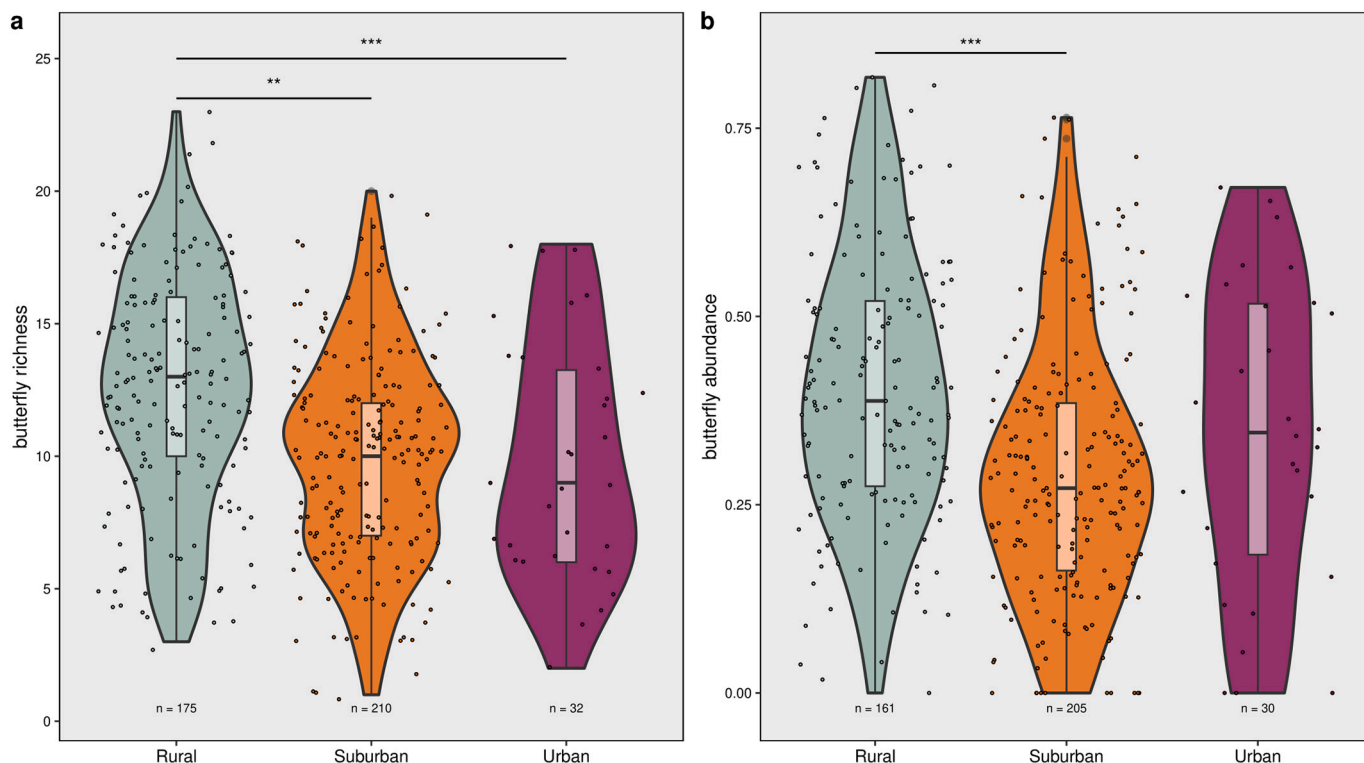 a
butterfly richness
25
20
15
10
5
0
***
**
n = 175
n = 210
n = 32
Rural
Suburban
Urban
b
butterfly abundance
0.75
0.50
0.25
0.00
***
n = 161
n = 205
n = 30
Rural
Suburban
Urban